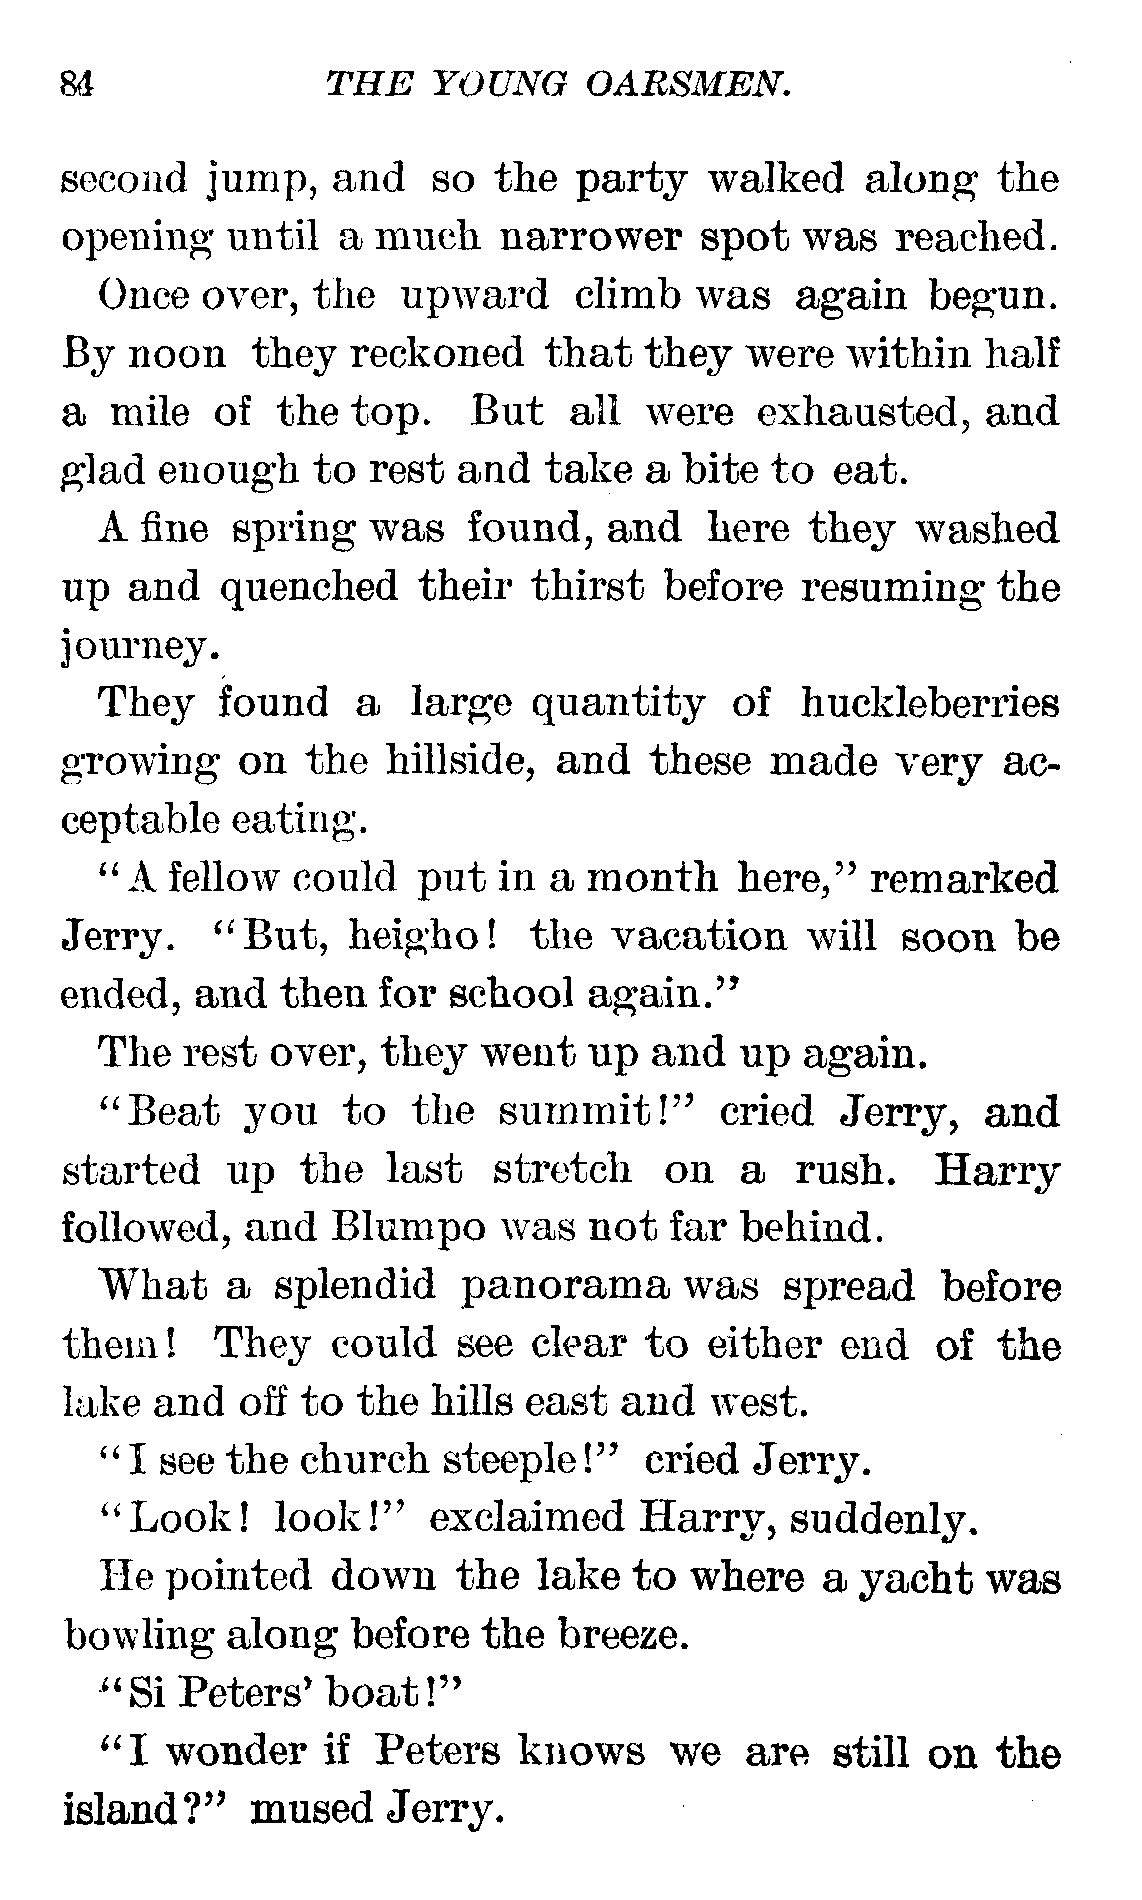 84 THE YOUNG OARSMEN.
second jump, and so the party walked along the
opening until a much narrower spot was reached.
Once over, the upward climb was again begun.
By noon they reckoned that they were within half
a mile of the top. But all were exhausted, and
glad enough to rest and take a bite to eat.
A fine spring was found, and here they washed
up and quenched their thirst before resuming the
journey.
They found a large quantity of huckleberries
growing on the hillside, and these made very ac-
ceptable eating.
"A fellow could put in a month here," remarked
Jerry. "But, heigho! the vacation will soon be
ended, and then for school again."
The rest over, they went up and up again.
"Beat you to the summit!" cried Jerry, and
started up the last stretch on a rush. Harry
followed, and Blumpo was not far behind.
What a splendid panorama was spread before
them! They could see clear to either end of the
lake and off to the hills east and west.
"I see the church steeple!" cried Jerry.
"Look! look!" exclaimed Harry, suddenly.
He pointed down the lake to where a yacht was
bowling along before the breeze.
"Si Peters' boat!"
"I wonder if Peters knows we are still on the
island?" mused Jerry.